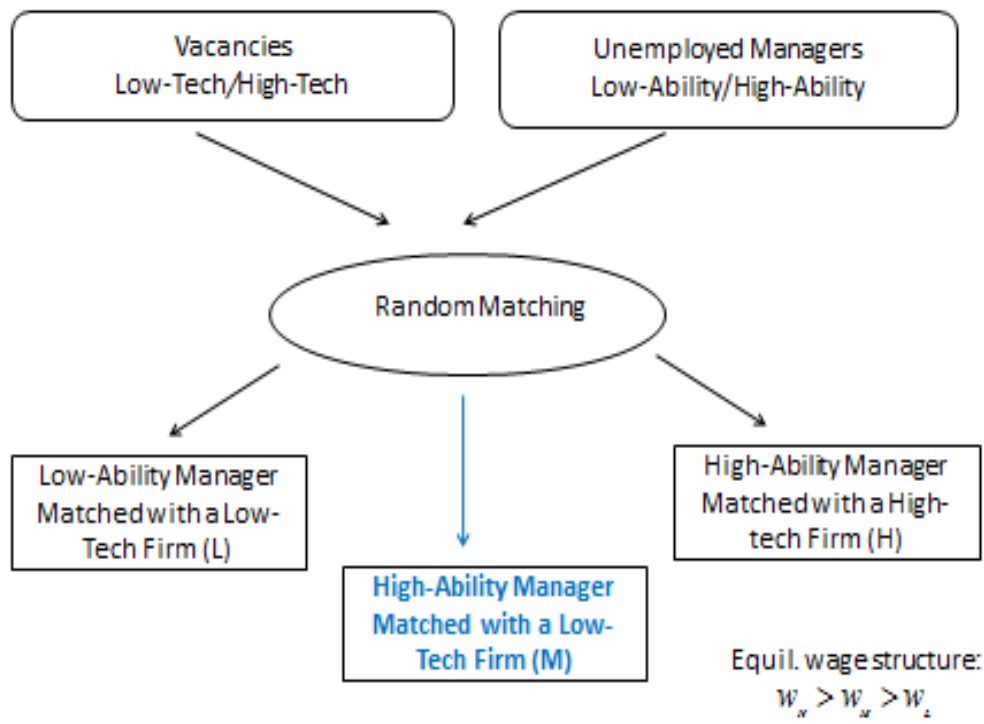 Vacancies
Low-Tech/High-Tech
Unemployed Managers
Low-Ability/High-Ability
Random Matching
Low-Ability Manager
Matched with a Low-
Tech Firm (L)
High-Ability Manager
Matched with a Low-
Tech Firm (M)
High-Ability Manager
Matched with a High-
tech Firm (H)
Equil. wage structure:
w > w > w